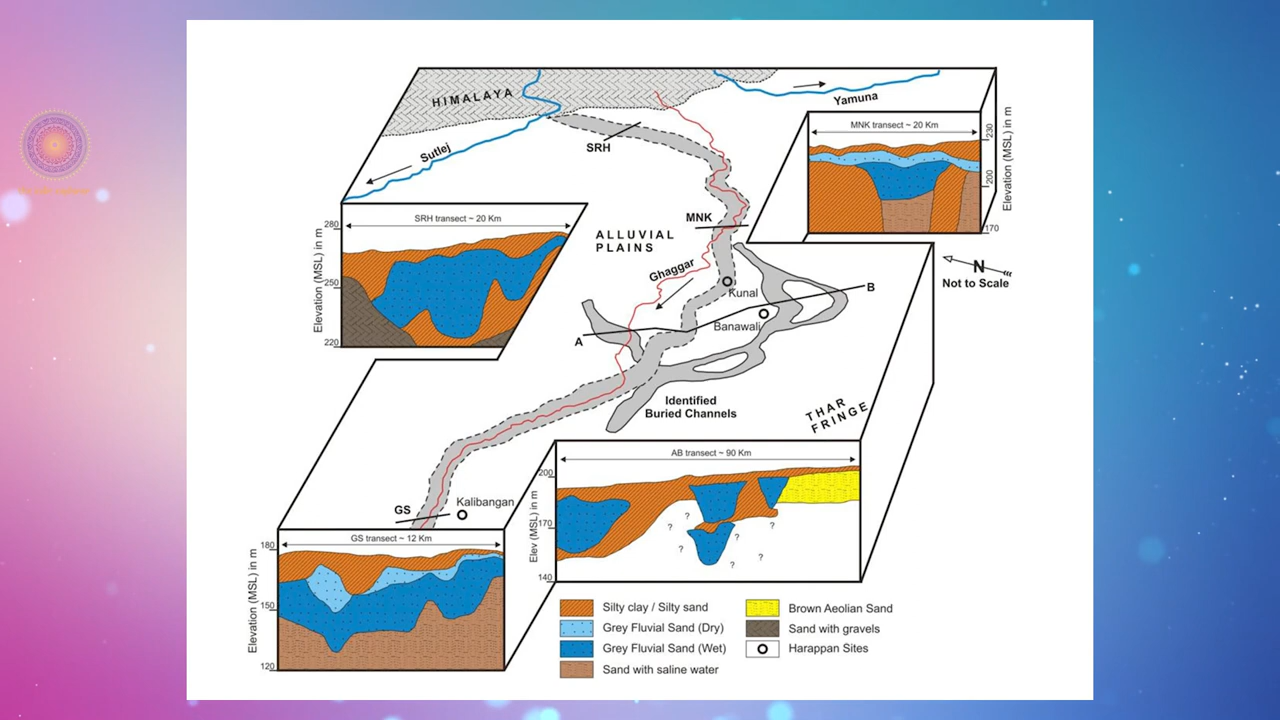 HIMALAYA
Yamuna
Sutlej
SRH
MNK transect ~ 20 Km
230
200
170
Elevation (MSL) in m
SRH transect ~ 20 Km
280
250
220
Elevation (MSL) in m
MNK
ALLUVIAL
PLAINS
Ghaggar
N
Not to Scale
Kunal
B
Banawali
A
Identified
Buried Channels
THAR
FRINGE
AB transect ~ 90 Km
200
170
140
Elev (MSL) in m
? ? ? ? ? ? ?
Kalibangan
GS
GS transect ~ 12 Km
180
150
120
Elevation (MSL) in m
Silty clay / Silty sand
Grey Fluvial Sand (Dry)
Grey Fluvial Sand (Wet)
Sand with saline water
Brown Aeolian Sand
Sand with gravels
Harappan Sites